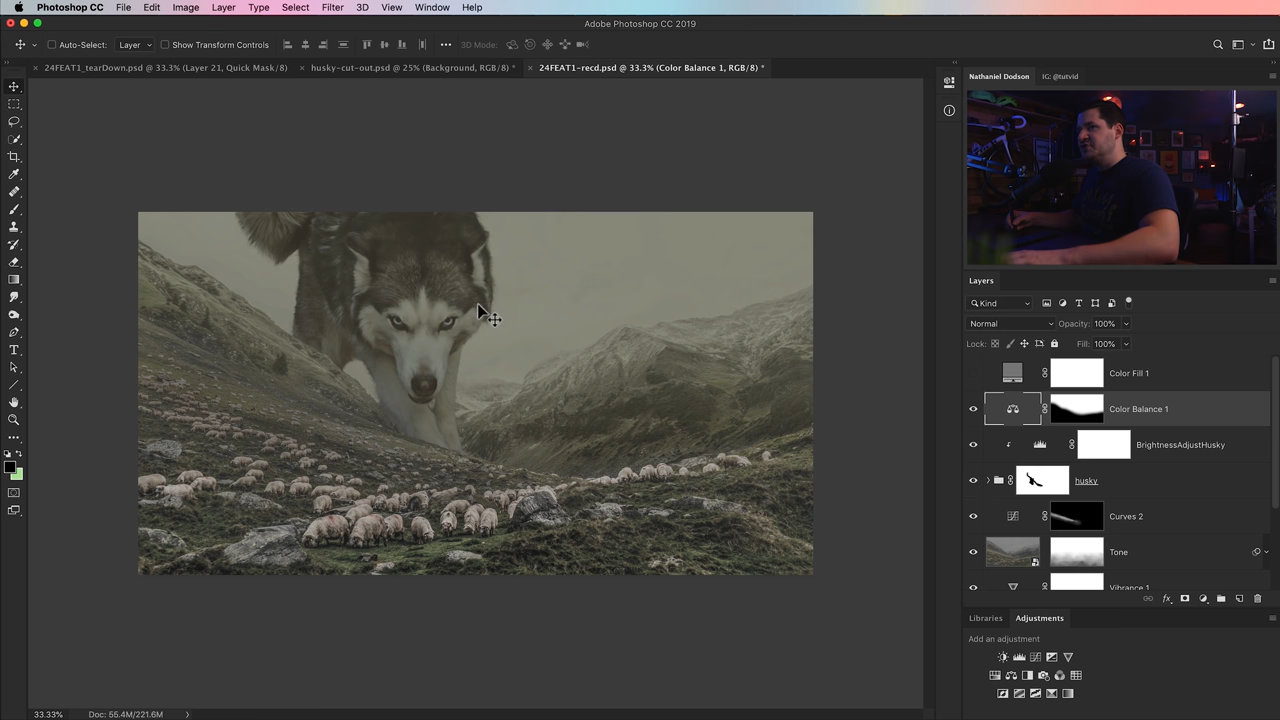 Photoshop CC File Edit Image Layer Type Select Filter 3D View Window Help
Adobe Photoshop CC 2019
Auto-Select: Layer Show Transform Controls 3D Mode:
24FEAT1_tearDown.psd @ 33.3% (Layer 21, Quick Mask/8) husky-cut-out.psd @ 25% (Background, RGB/8) * 24FEAT1-recd.psd @ 33.3% (Color Balance 1, RGB/8) *
Nathaniel Dodson IG: @tutvid
Layers
Kind
Normal Opacity: 100%
Lock: Fill: 100%
Color Fill 1
Color Balance 1
BrightnessAdjustHusky
husky
Curves 2
Tone
Vibrance 1
Libraries Adjustments
Add an adjustment
33.33% Doc: 55.4M/221.6M